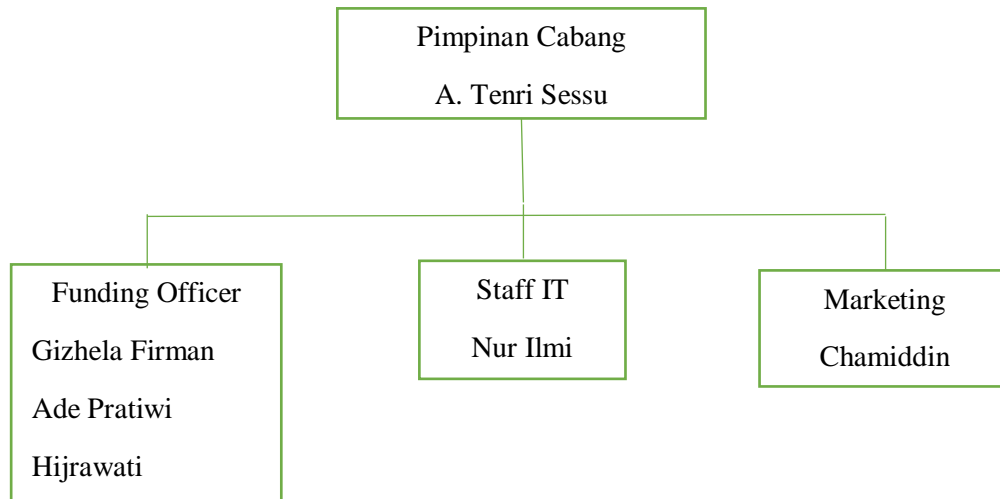 Pimpinan Cabang
A. Tenri Sessu
Funding Officer
Gizhela Firman
Ade Pratiwi
Hijrawati
Staff IT
Nur Ilmi
Marketing
Chamiddin